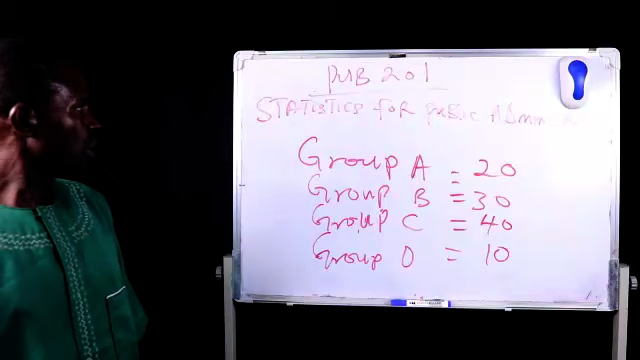 PUB 201
STATISTICS FOR PUBLIC ADMIN
Group A = 20
Group B = 30
Group C = 40
Group D = 10